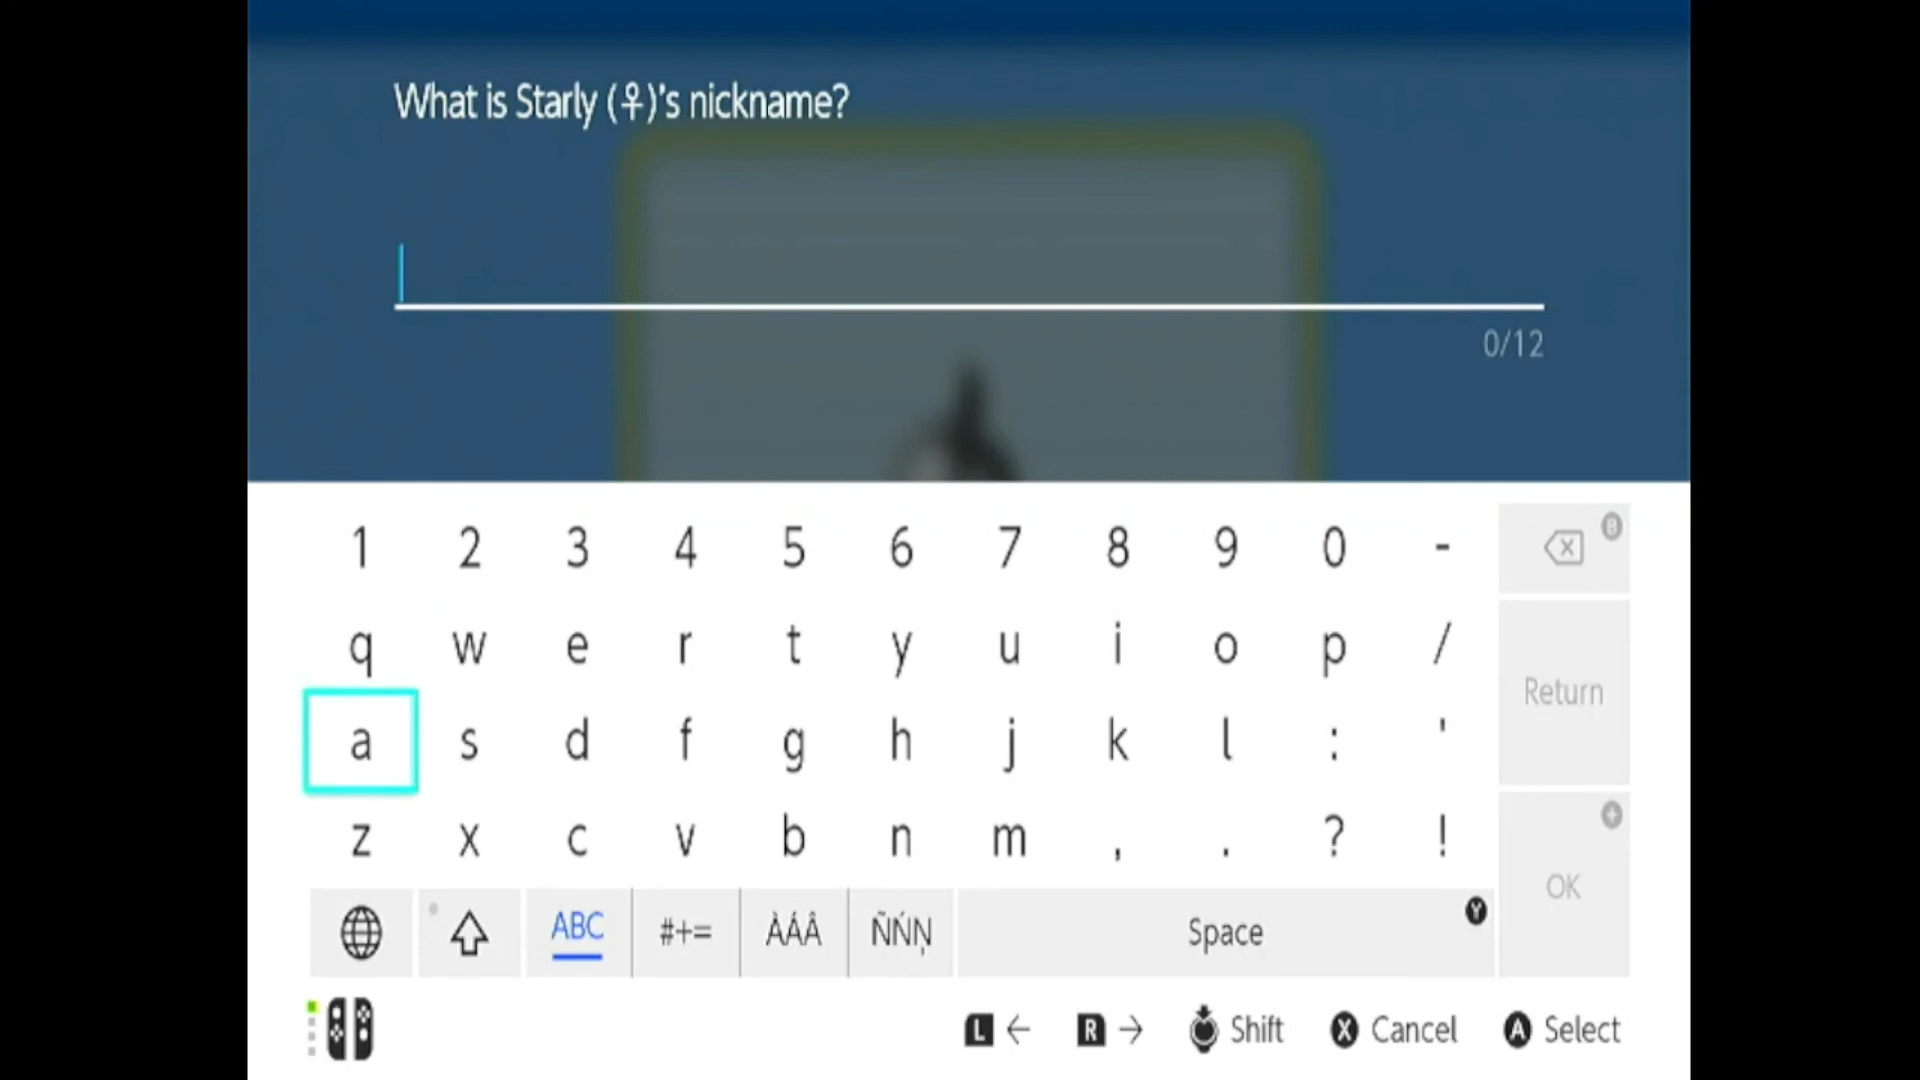 What is Starly (♀)'s nickname?
0/12
1 2 3 4 5 6 7 8 9 0 -
q w e r t y u i o p /
a s d f g h j k l : '
z x c v b n m , . ? !
B
Return
+
OK
ABC #+= ÀÁÂ ÑŃŅ Space Y
L ← R → Shift X Cancel A Select